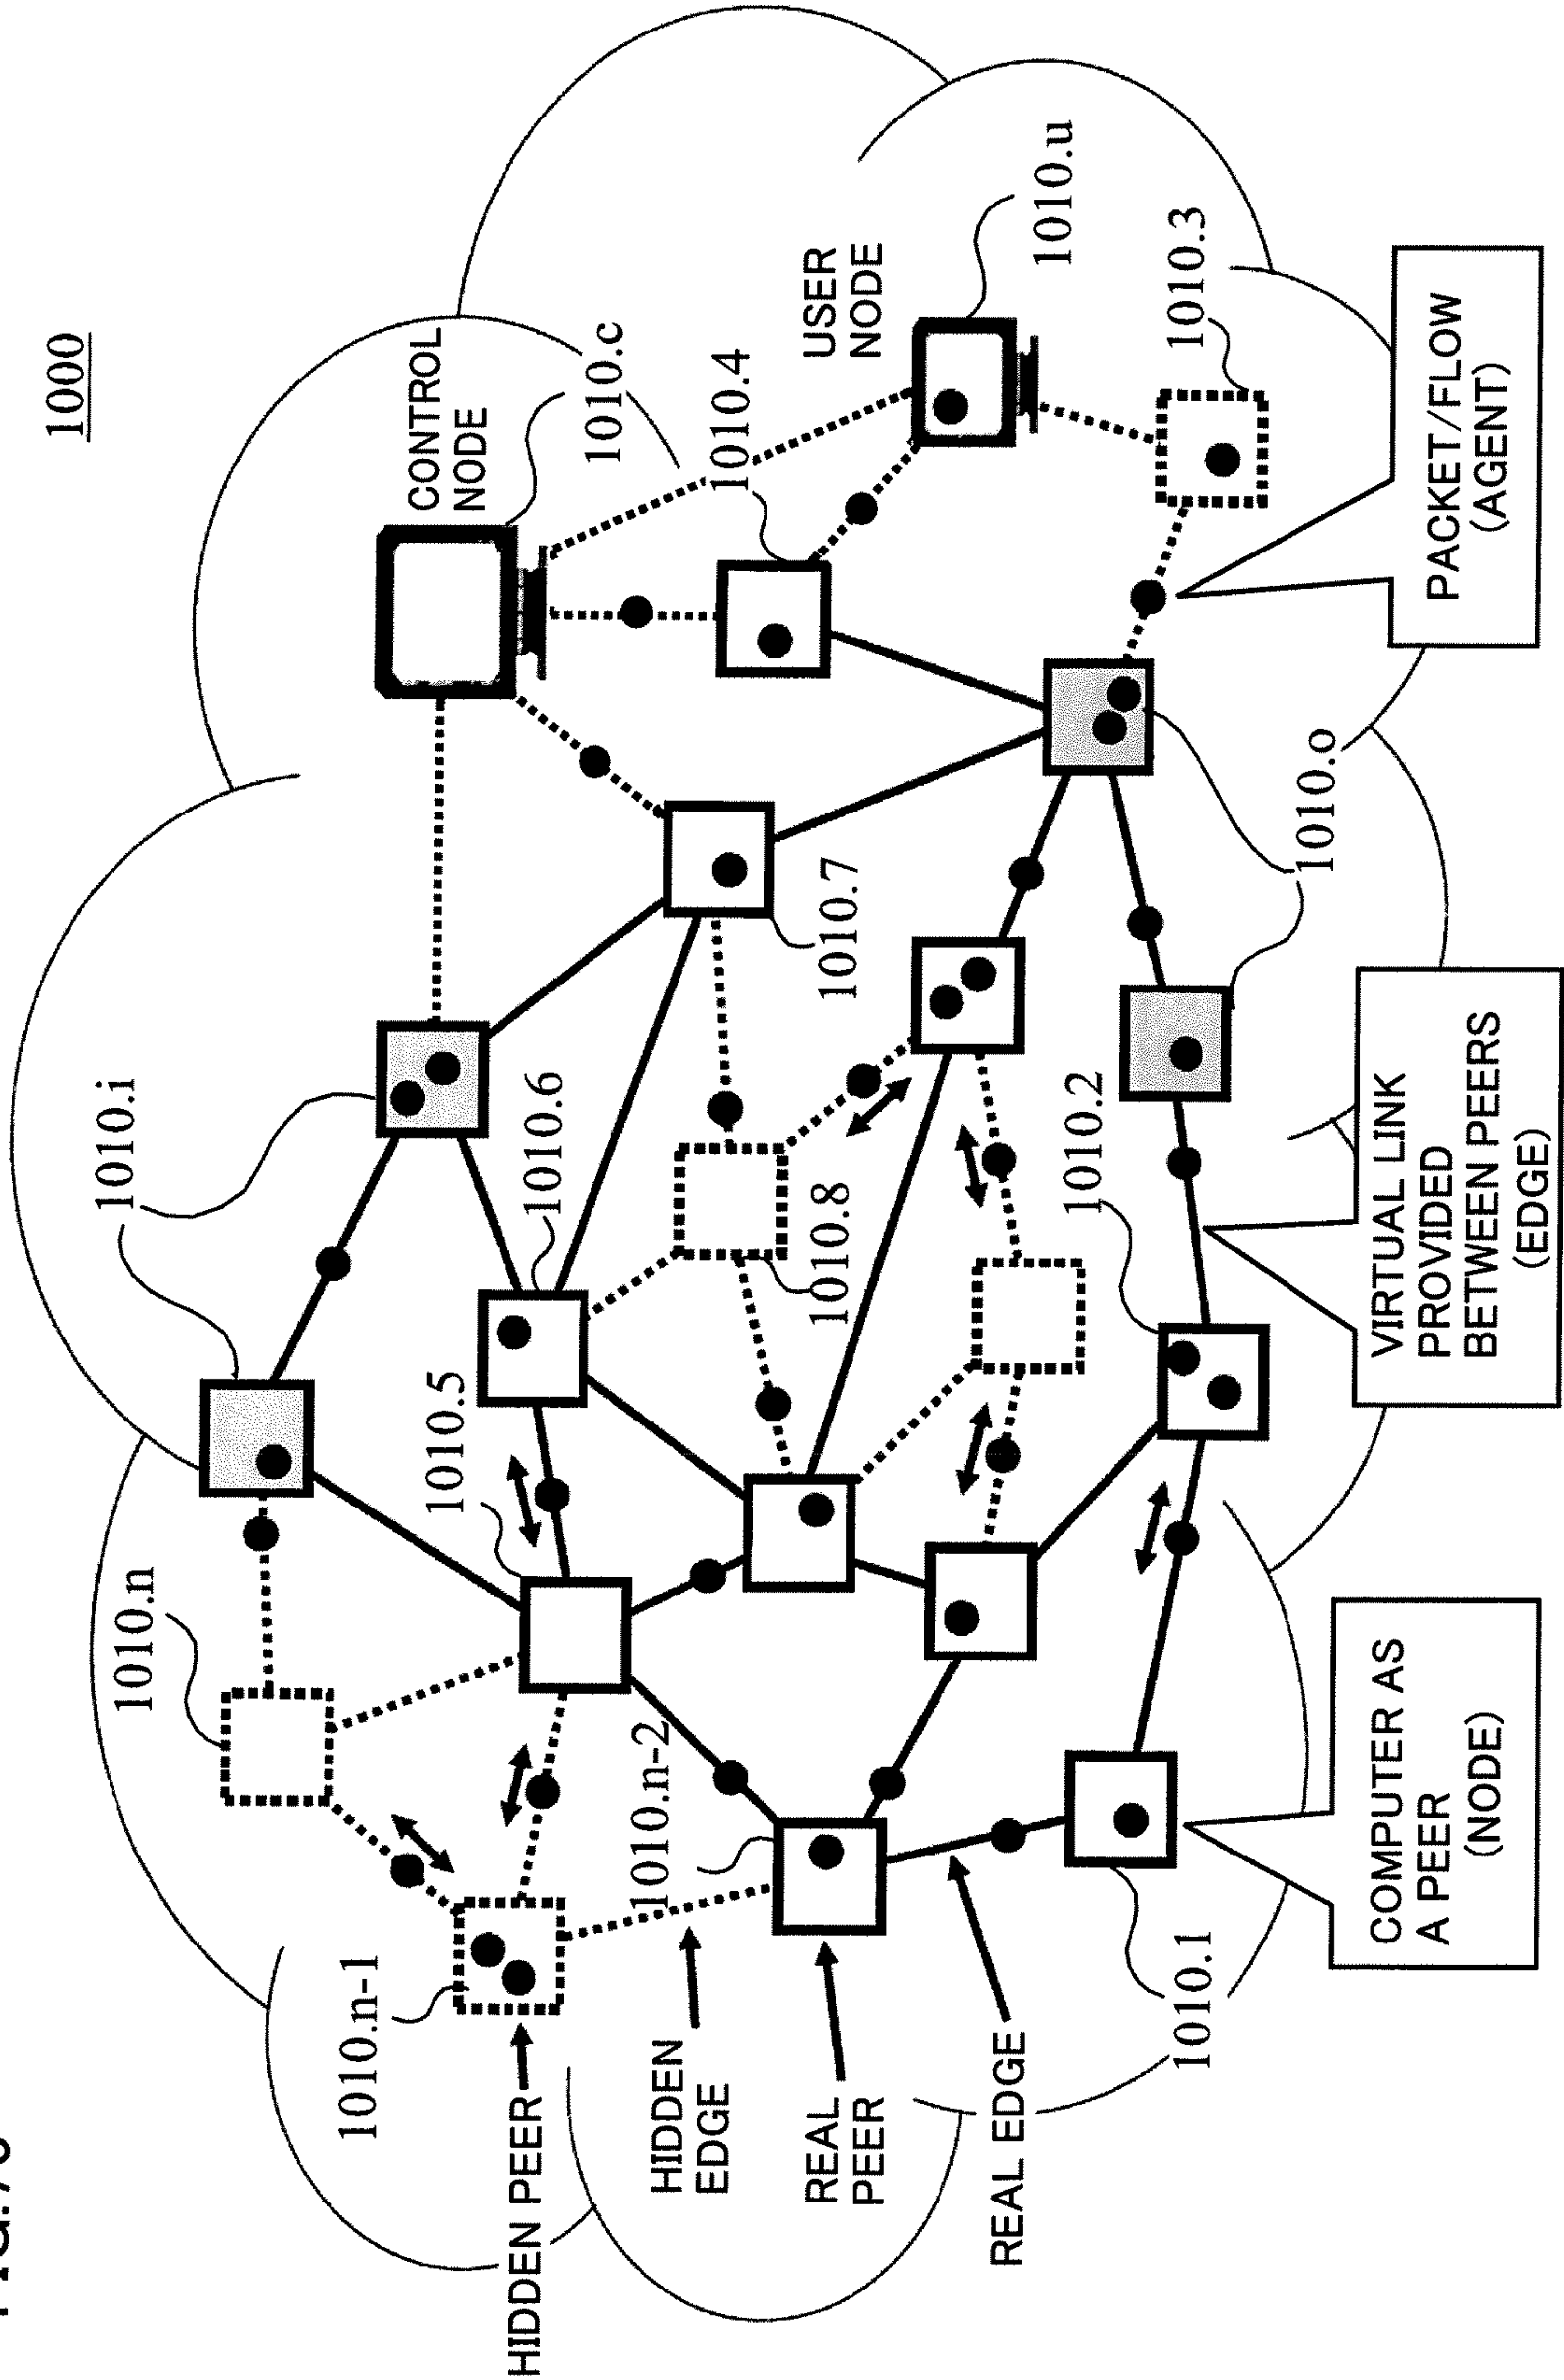 1000
1010.i
1010.n
1010.n-1
CONTROL
NODE
1010.5
HIDDEN PEER
1010.6
1010.c
1010.n-2
HIDDEN
EDGE
1010.4
REAL
PEER
USER
NODE
1010.8
1010.7
REAL EDGE
1010.u
1010.2
1010.3
1010.1
1010.o
COMPUTER AS
A PEER
(NODE)
VIRTUAL LINK
PROVIDED
BETWEEN PEERS
(EDGE)
PACKET/FLOW
(AGENT)